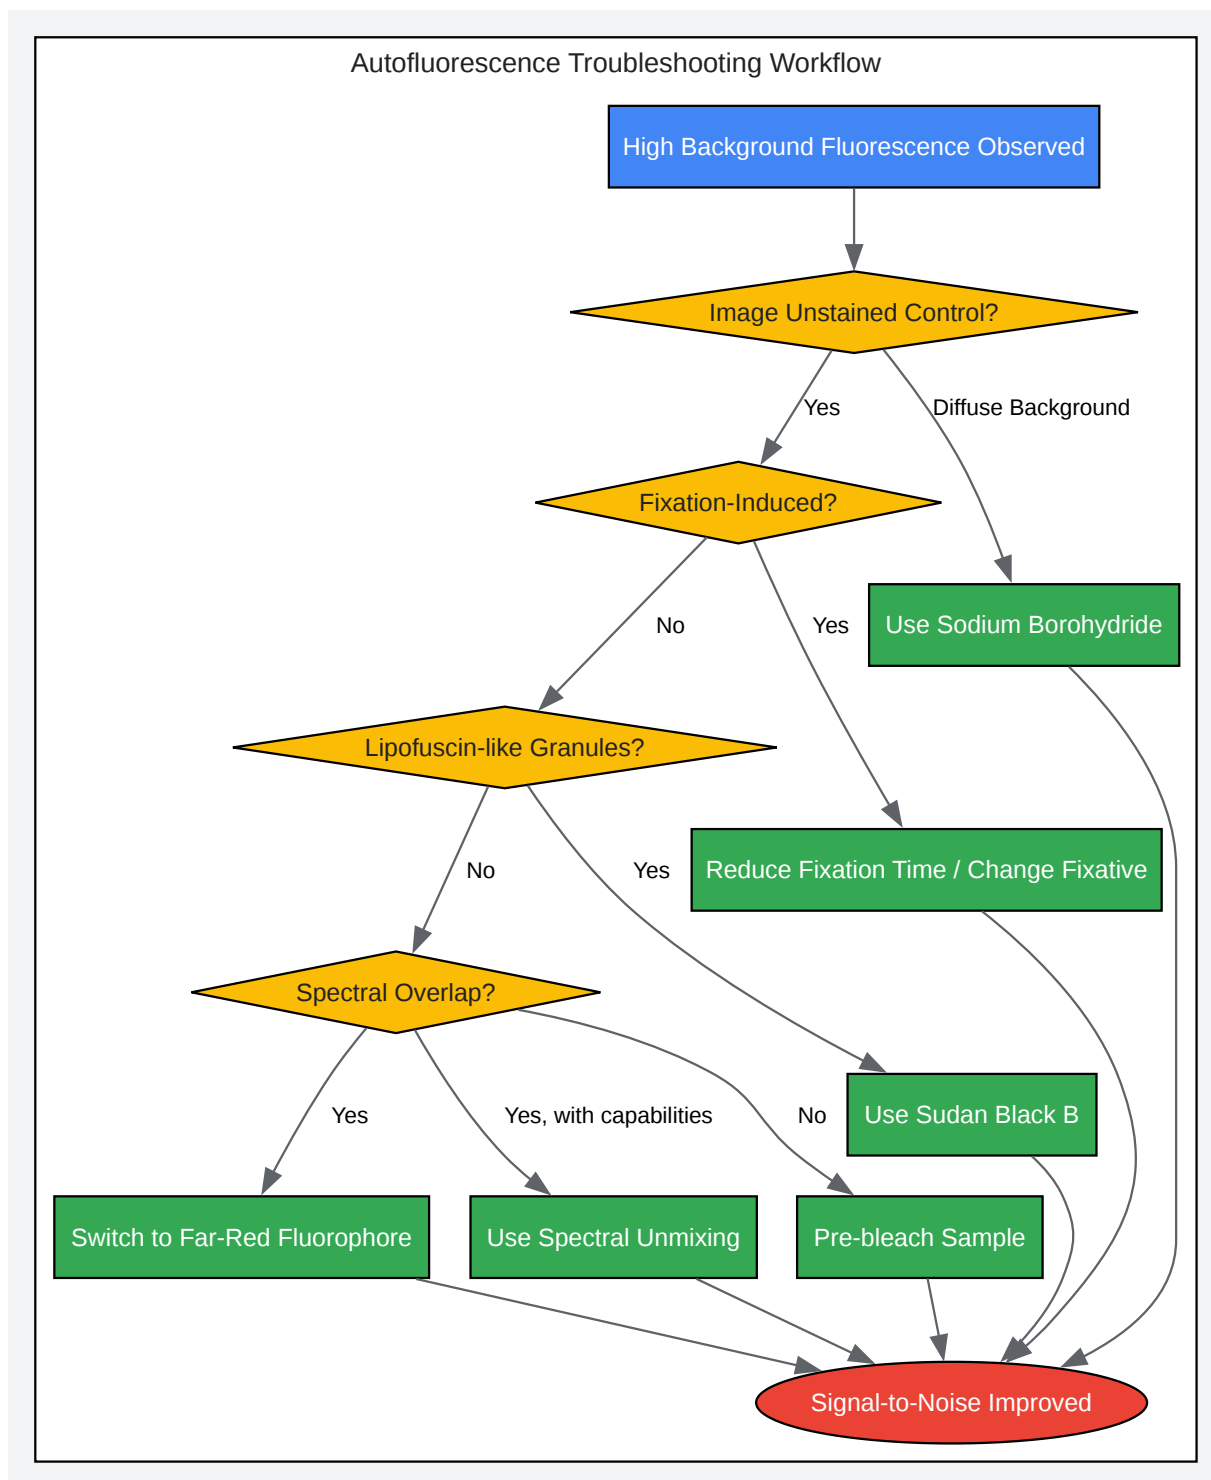 Autofluorescence Troubleshooting Workflow
High Background Fluorescence Observed
Image Unstained Control?
Yes
Diffuse Background
Fixation-Induced?
No
Yes
Use Sodium Borohydride
Lipofuscin-like Granules?
No
Yes
Reduce Fixation Time / Change Fixative
Spectral Overlap?
Yes
Yes, with capabilities
No
Use Sudan Black B
Switch to Far-Red Fluorophore
Use Spectral Unmixing
Pre-bleach Sample
Signal-to-Noise Improved